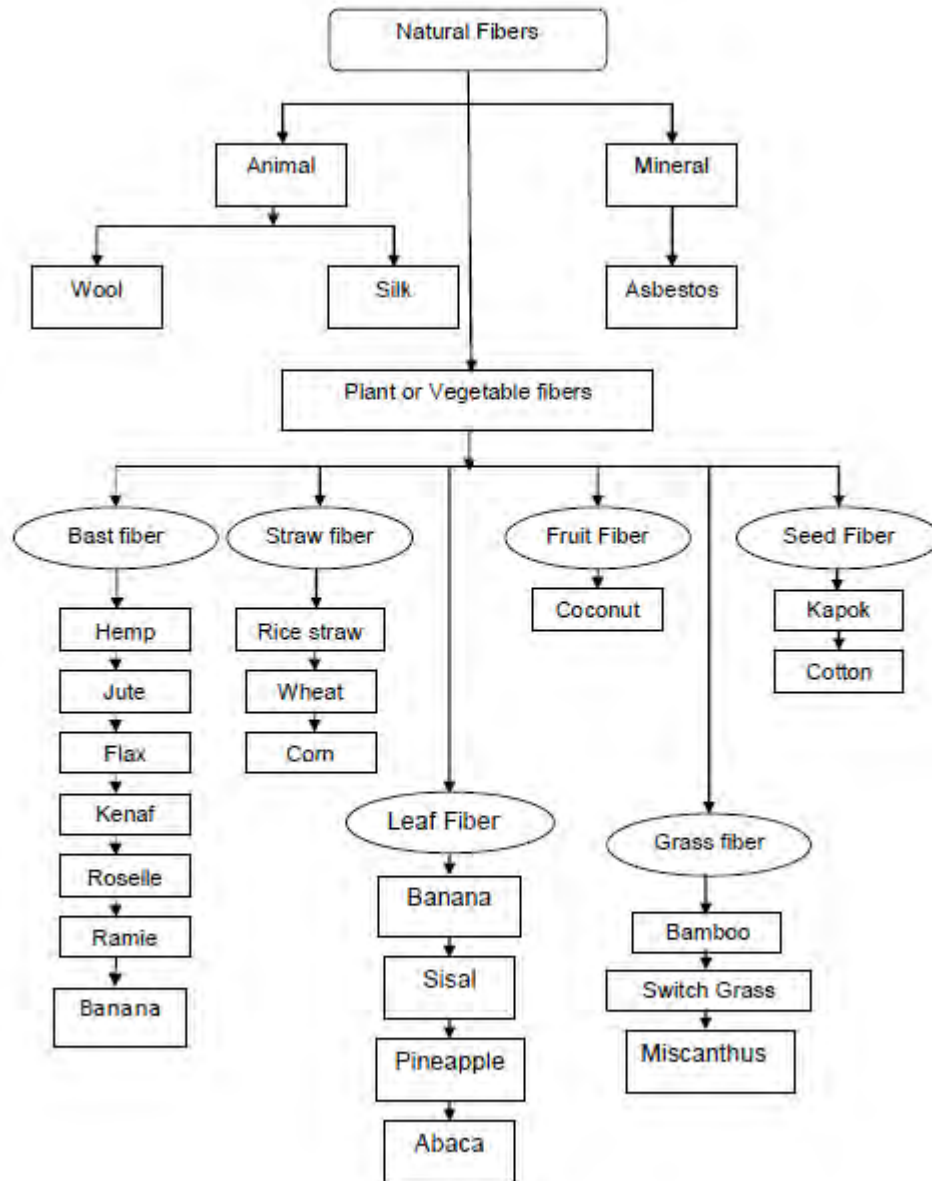 Natural Fibers
Animal
Mineral
Wool
Silk
Asbestos
Plant or Vegetable fibers
Bast fiber
Straw fiber
Fruit Fiber
Seed Fiber
Hemp
Jute
Flax
Kenaf
Roselle
Ramie
Banana
Rice straw
Wheat
Corn
Leaf Fiber
Banana
Sisal
Pineapple
Abaca
Coconut
Grass fiber
Bamboo
Switch Grass
Miscanthus
Kapok
Cotton